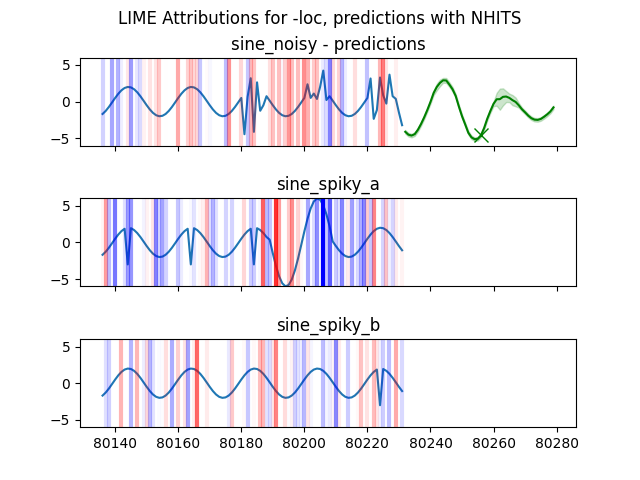 LIME Attributions for -loc, predictions with NHITS
sine_noisy - predictions
5
0
−5
sine_spiky_a
5
0
−5
sine_spiky_b
5
0
−5
80140 80160 80180 80200 80220 80240 80260 80280